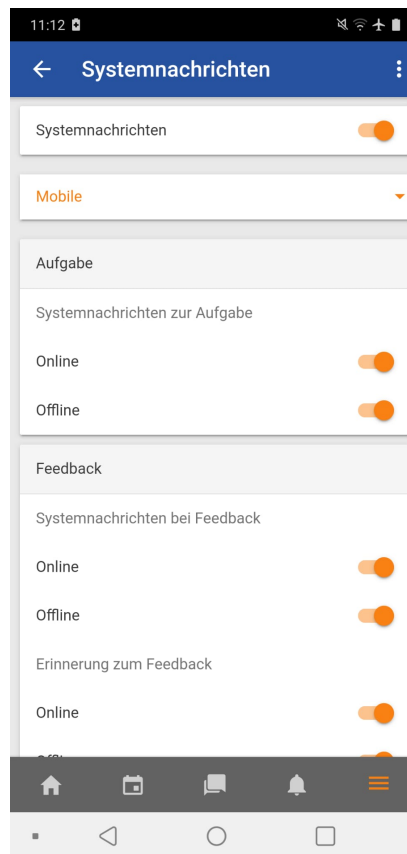 11:12
Systemnachrichten
Systemnachrichten
Mobile
Aufgabe
Systemnachrichten zur Aufgabe
Online
Offline
Feedback
Systemnachrichten bei Feedback
Online
Offline
Erinnerung zum Feedback
Online